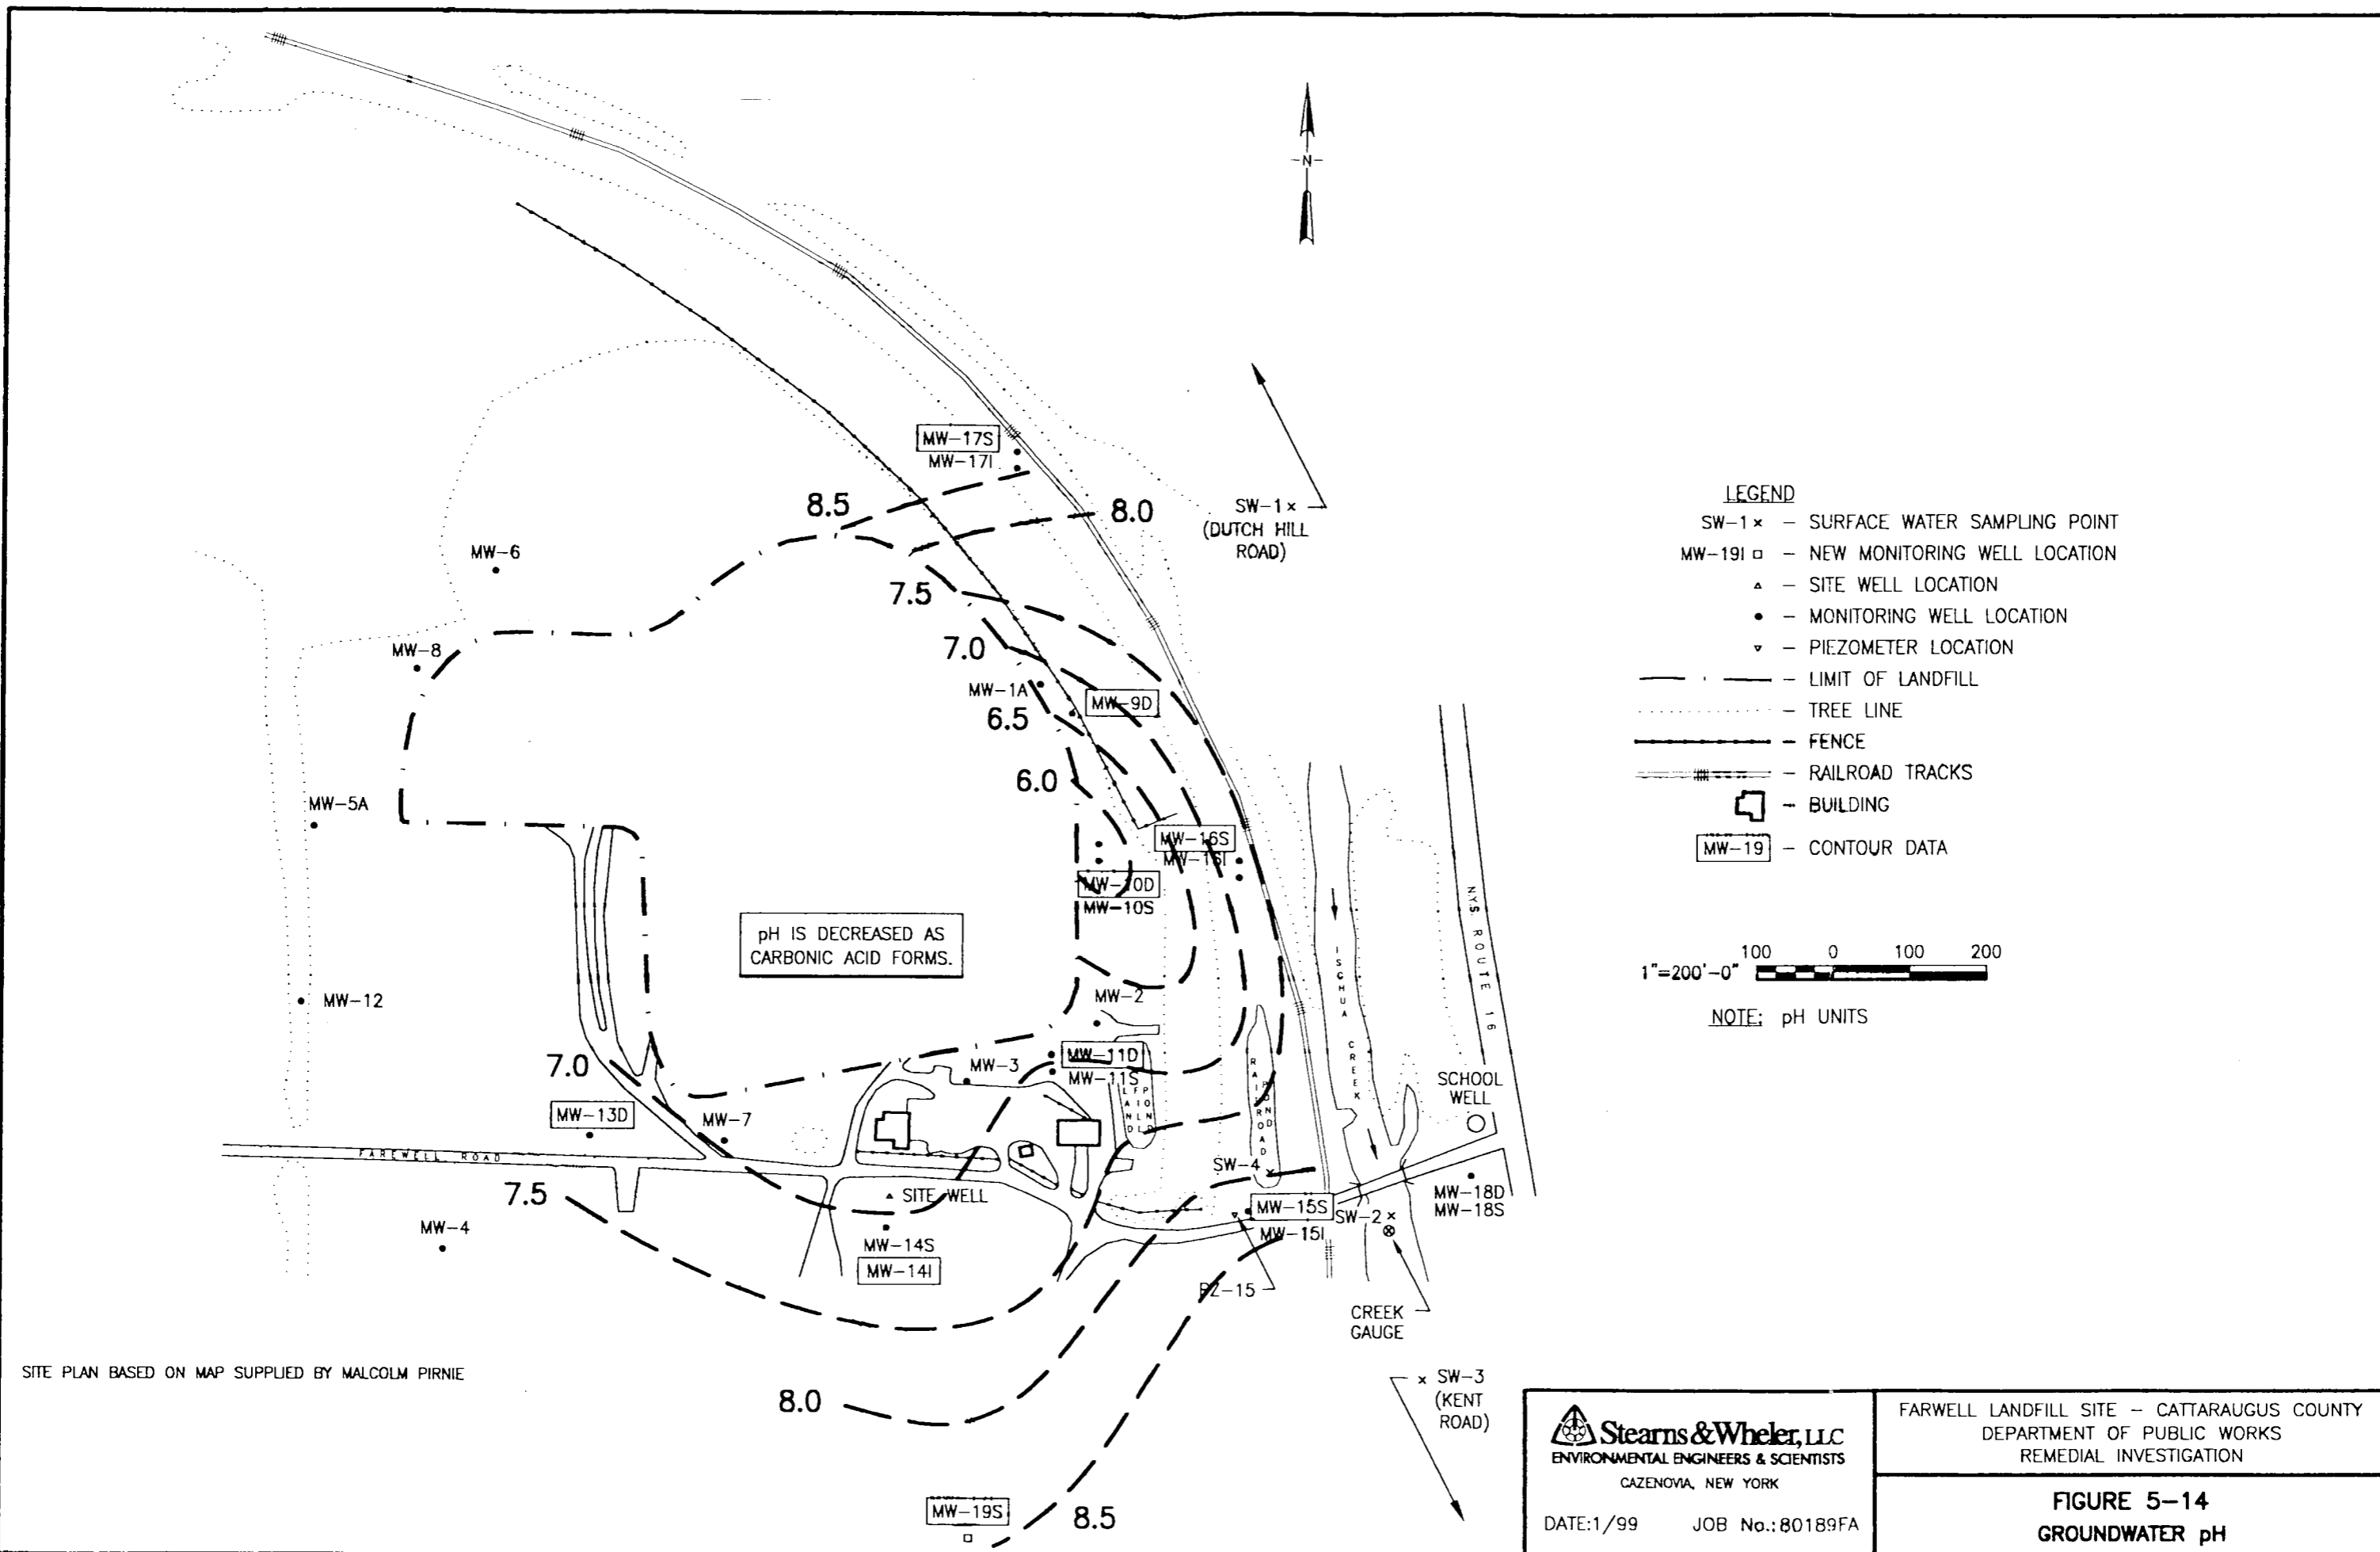 -N-
MW-17S
MW-17I
8.5
8.0
SW-1 x
(DUTCH HILL
ROAD)
MW-6
7.5
7.0
MW-8
MW-1A
MW-9D
6.5
6.0
MW-5A
MW-16S
MW-16I
MW-10D
MW-10S
pH IS DECREASED AS
CARBONIC ACID FORMS.
MW-12
MW-2
ISCHUA CREEK
N.Y.S. ROUTE 16
7.0
MW-3
MW-11D
MW-11S
LANDFILL POND
RAILROAD POND
SCHOOL
WELL
MW-13D
MW-7
FAREWELL ROAD
SW-4
7.5
SITE WELL
MW-15S
MW-15I
SW-2 x
MW-18D
MW-18S
MW-4
MW-14S
MW-14I
PZ-15
CREEK
GAUGE
8.0
x SW-3
(KENT
ROAD)
MW-19S
8.5
SITE PLAN BASED ON MAP SUPPLIED BY MALCOLM PIRNIE
LEGEND
SW-1 x - SURFACE WATER SAMPLING POINT
MW-19I □ - NEW MONITORING WELL LOCATION
- SITE WELL LOCATION
- MONITORING WELL LOCATION
- PIEZOMETER LOCATION
- LIMIT OF LANDFILL
- TREE LINE
- FENCE
- RAILROAD TRACKS
- BUILDING
MW-19 - CONTOUR DATA
100 0 100 200
1"=200'-0"
NOTE: pH UNITS
Stearns & Wheler, LLC
ENVIRONMENTAL ENGINEERS & SCIENTISTS
CAZENOVIA, NEW YORK
DATE:1/99 JOB No.:80189FA
FARWELL LANDFILL SITE - CATTARAUGUS COUNTY
DEPARTMENT OF PUBLIC WORKS
REMEDIAL INVESTIGATION
FIGURE 5-14
GROUNDWATER pH